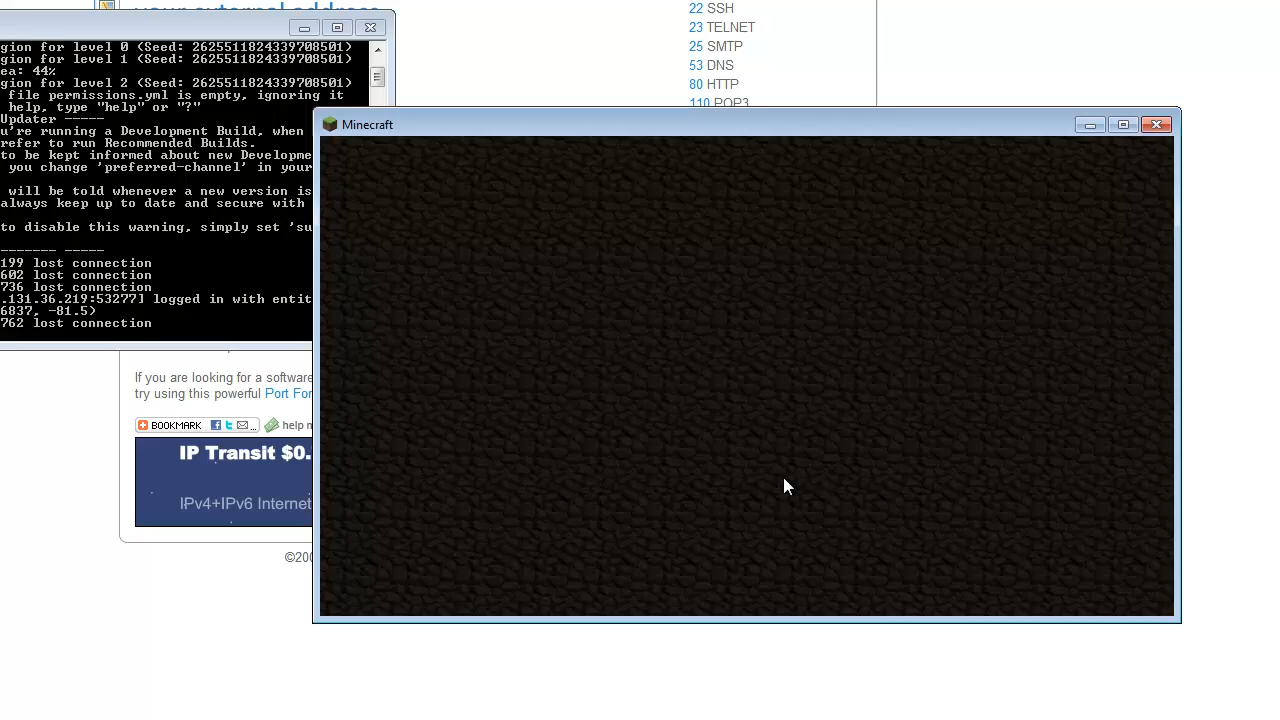 your external address
22 SSH
23 TELNET
25 SMTP
53 DNS
80 HTTP
110 POP3
gion for level 0 (Seed: 2625511824339708501)
gion for level 1 (Seed: 2625511824339708501)
ea: 44%
gion for level 2 (Seed: 2625511824339708501)
file permissions.yml is empty, ignoring it
help, type "help" or "?"
Updater -----
u're running a Development Build, when
refer to run Recommended Builds.
to be kept informed about new Developme
you change 'preferred-channel' in your
will be told whenever a new version is
always keep up to date and secure with
to disable this warning, simply set 'su
------- -----
199 lost connection
602 lost connection
736 lost connection
.131.36.219:53277] logged in with entit
6837, -81.5)
762 lost connection
Minecraft
If you are looking for a software
try using this powerful Port For
BOOKMARK
help m
IP Transit $0.
IPv4+IPv6 Internet
©200